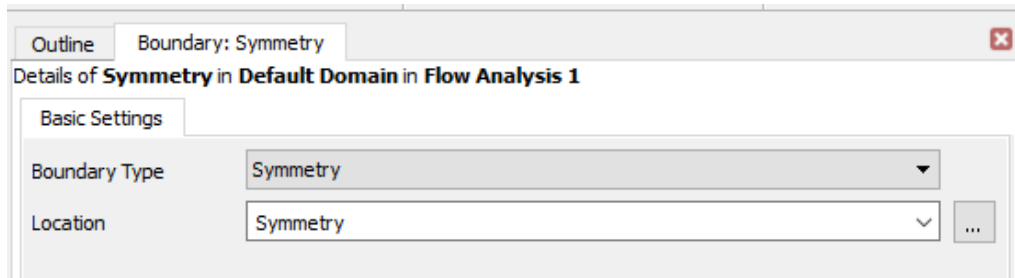 Outline Boundary: Symmetry
Details of Symmetry in Default Domain in Flow Analysis 1
Basic Settings
Boundary Type Symmetry
Location Symmetry ...